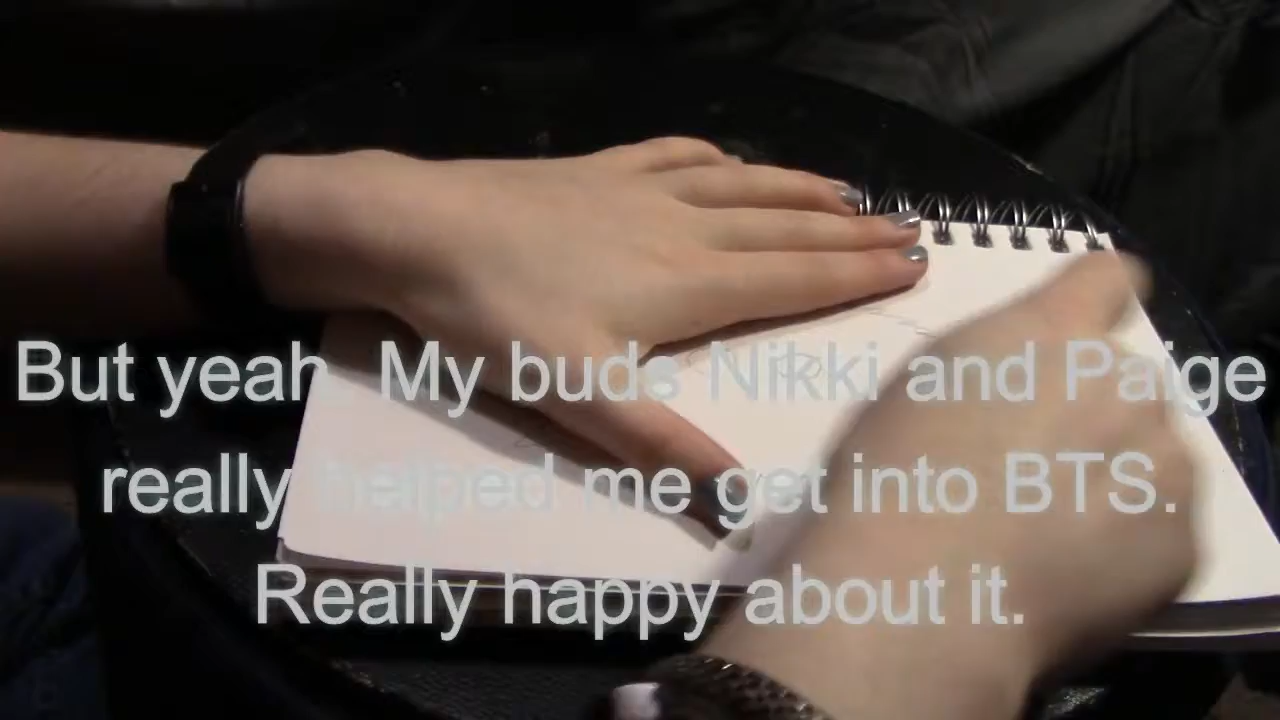 But yeah. My buds Nikki and Paige
really helped me get into BTS.
Really happy about it.